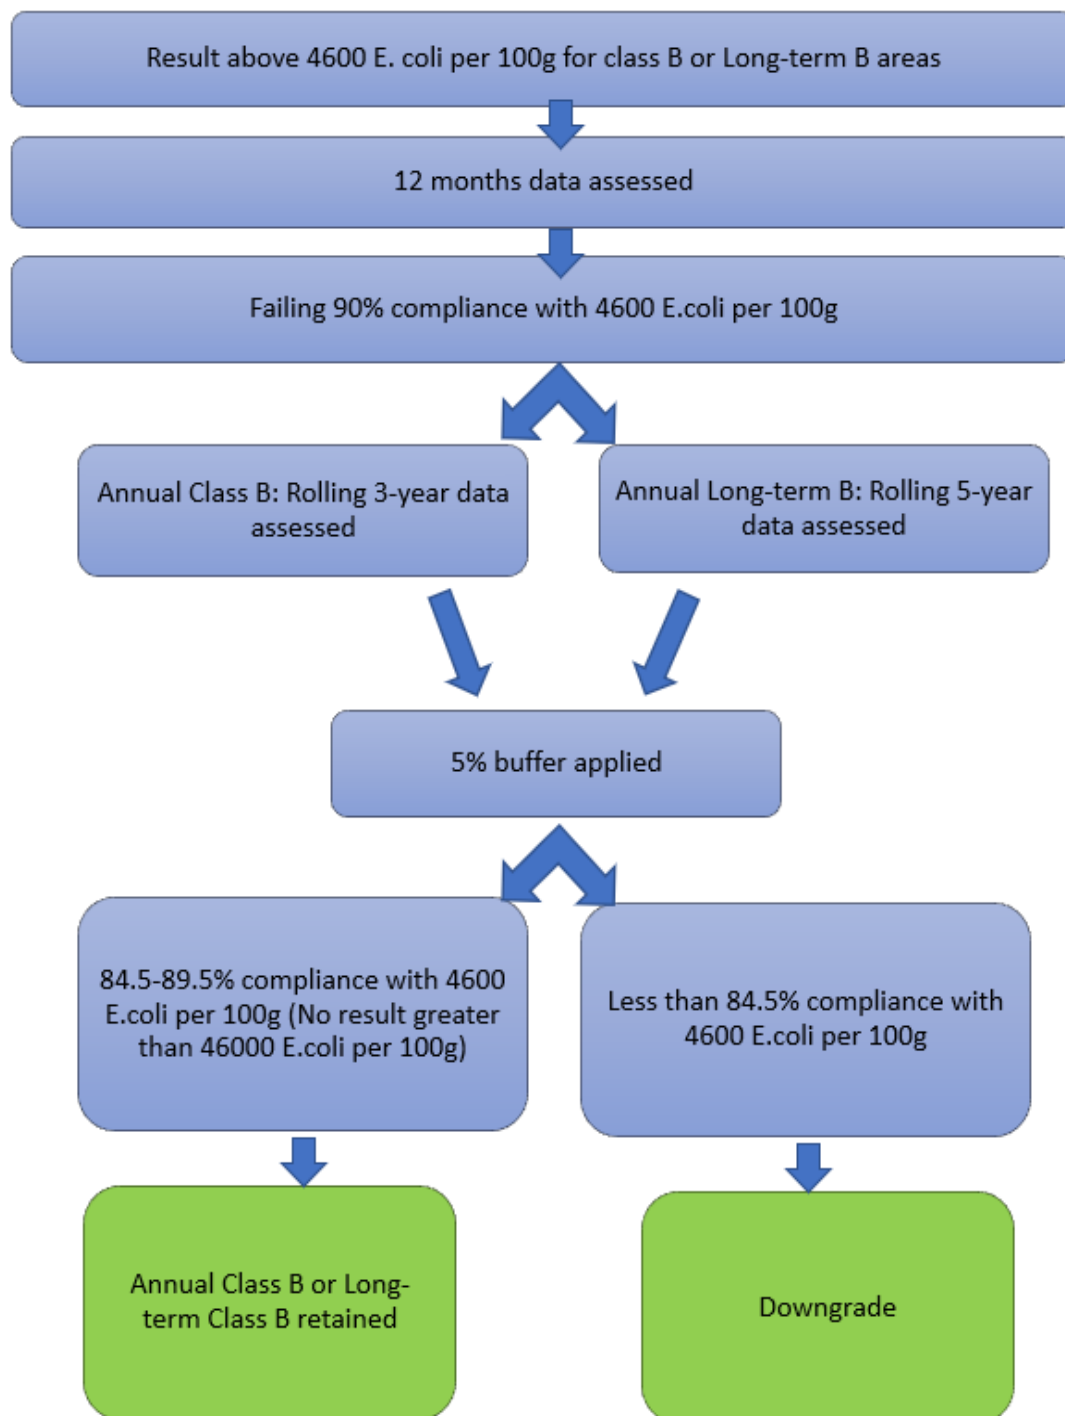 Result above 4600 E. coli per 100g for class B or Long-term B areas
12 months data assessed
Failing 90% compliance with 4600 E.coli per 100g
Annual Class B: Rolling 3-year data
assessed
Annual Long-term B: Rolling 5-year
data assessed
5% buffer applied
84.5-89.5% compliance with 4600
E.coli per 100g (No result greater
than 46000 E.coli per 100g)
Less than 84.5% compliance with
4600 E.coli per 100g
Annual Class B or Long-
term Class B retained
Downgrade